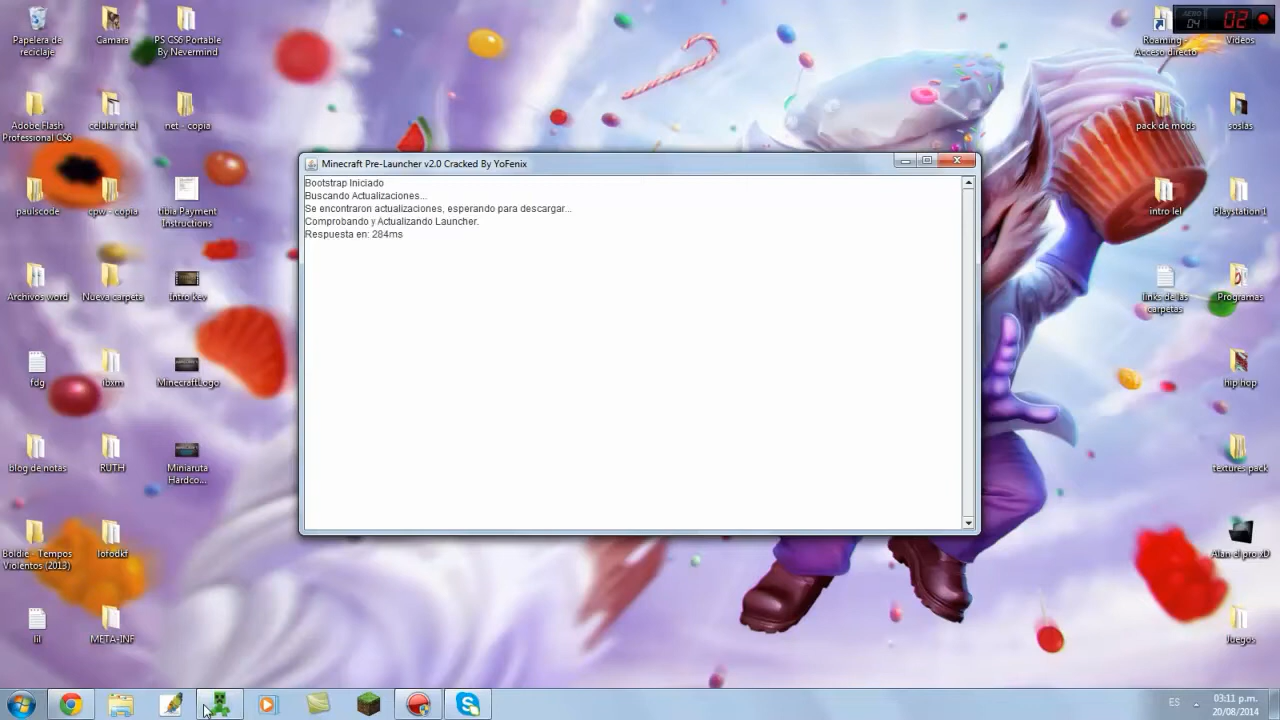 Papelera de
reciclaje
Camara
PS CS6 Portable
By Nevermind
Adobe Flash
Professional CS6
celular chel
net - copia
paulscode
cpw - copia
tibia Payment
Instructions
Archivos word
Nueva carpeta
Intro kev
fdg
ibxm
MinecraftLogo
blog de notas
RUTH
Miniaruta
Hardco...
Boldie - Tempos
Violentos (2013)
lofodkf
lil
META-INF
Minecraft Pre-Launcher v2.0 Cracked By YoFenix
Bootstrap Iniciado
Buscando Actualizaciones...
Se encontraron actualizaciones, esperando para descargar...
Comprobando y Actualizando Launcher.
Respuesta en: 284ms
AERO
04
02
Roaming -
Acceso directo
Videos
pack de mods
soslas
intro lel
Playstation 1
links de las
carpetas
Programas
hip hop
textures pack
Alan el pro xD
Juegos
ES
03:11 p.m.
20/08/2014